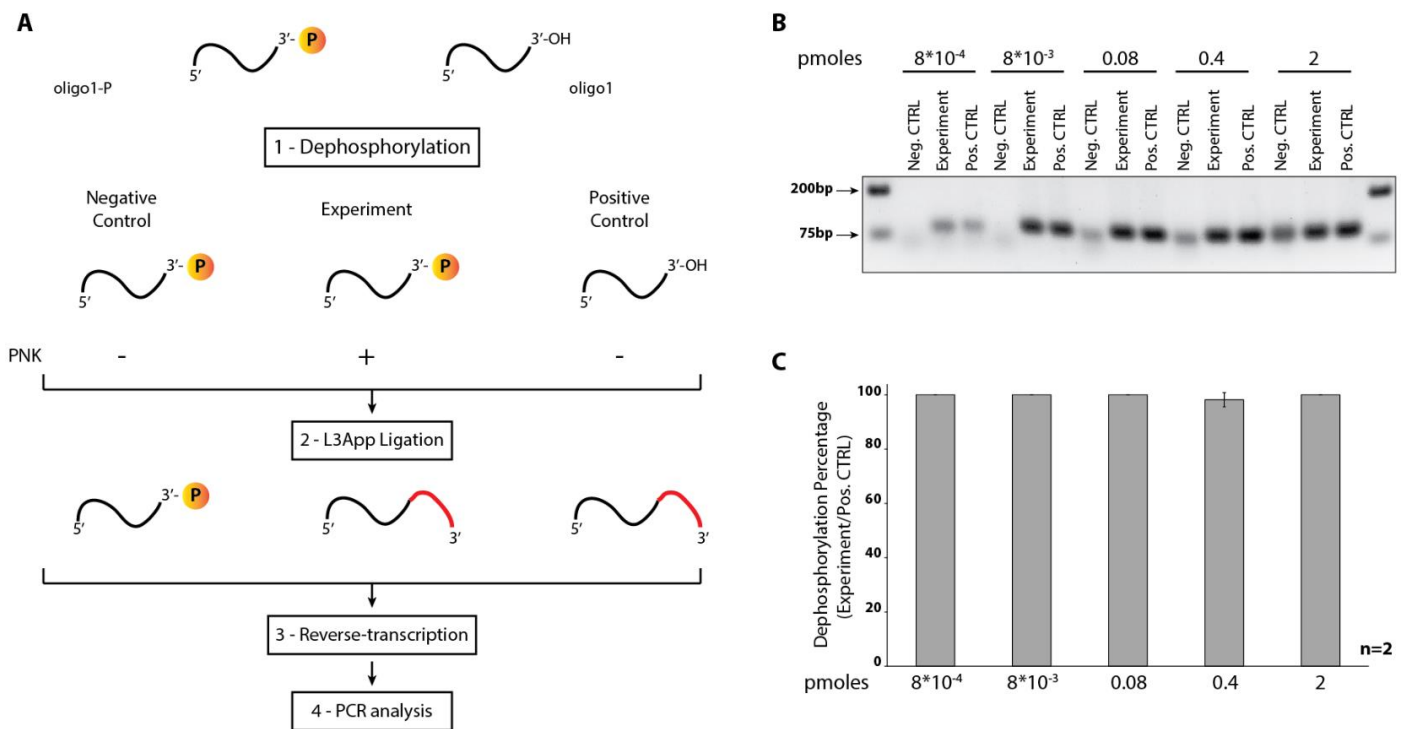 A
3'- P
5'
oligo1-P
3'-OH
5'
oligo1
1 - Dephosphorylation
Negative
Control
Experiment
Positive
Control
3'- P
5'
3'- P
5'
3'-OH
5'
PNK - + -
2 - L3App Ligation
3'- P
5'
5'
3'
5'
3'
3 - Reverse-transcription
4 - PCR analysis
B
pmoles 8*10-4 8*10-3 0.08 0.4 2
Neg. CTRL
Experiment
Pos. CTRL
Neg. CTRL
Experiment
Pos. CTRL
Neg. CTRL
Experiment
Pos. CTRL
Neg. CTRL
Experiment
Pos. CTRL
Neg. CTRL
Experiment
Pos. CTRL
200bp
75bp
C
Dephosphorylation Percentage
(Experiment/Pos. CTRL)
100
80
60
40
20
0
n=2
pmoles 8*10-4 8*10-3 0.08 0.4 2